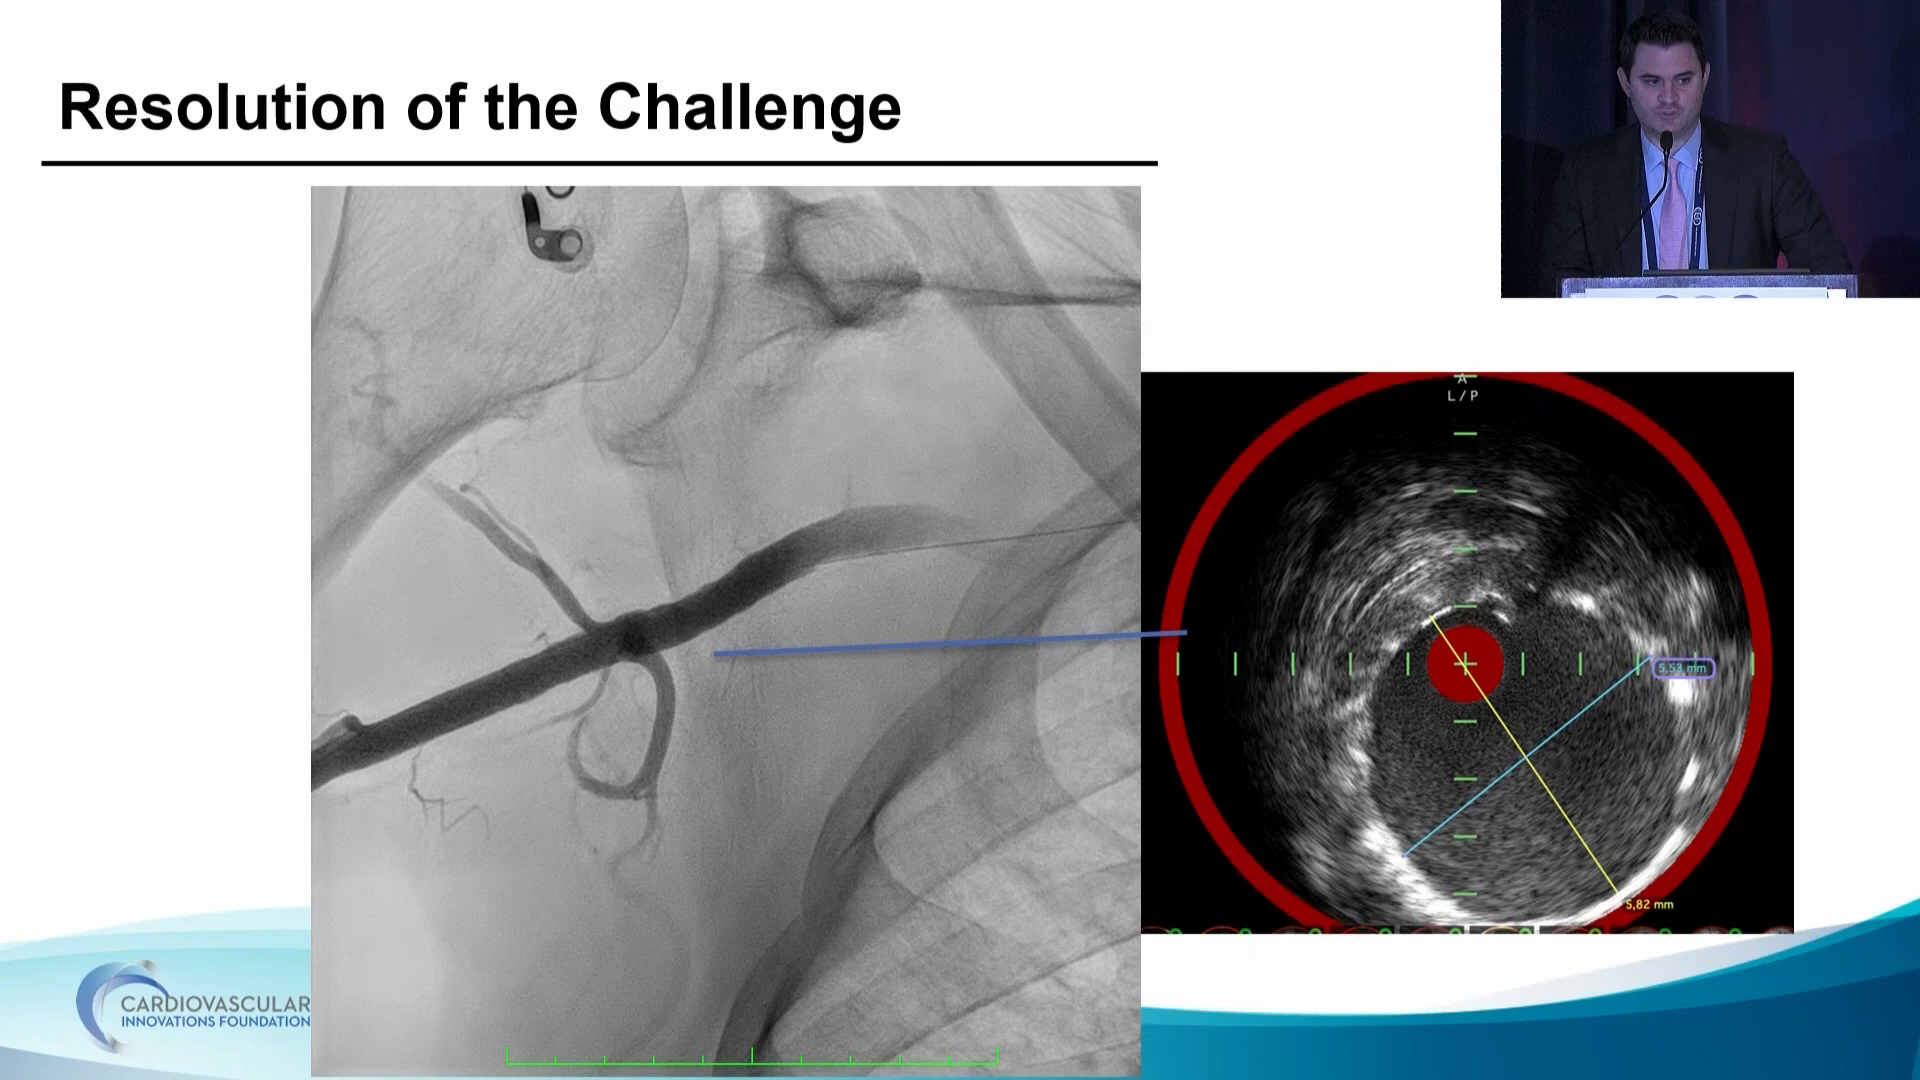 Resolution of the Challenge
A
L / P
5,53 mm
5,82 mm
CARDIOVASCULAR
INNOVATIONS FOUNDATION